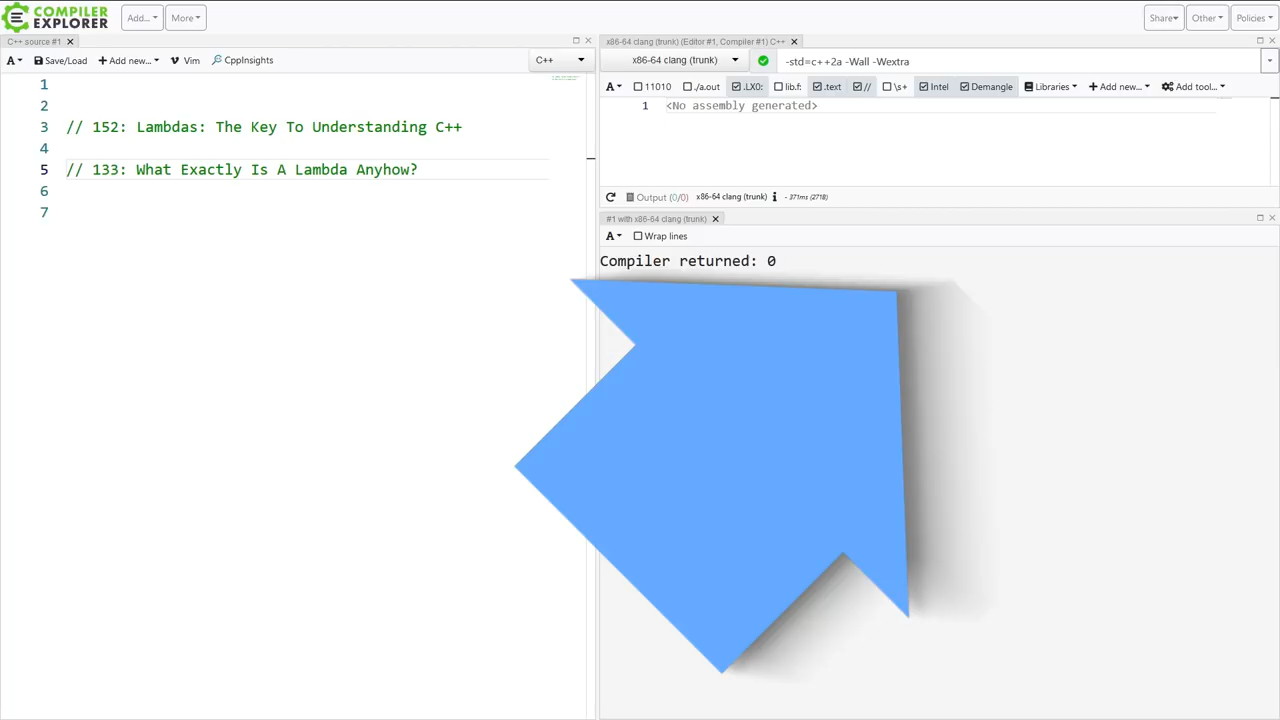 COMPILER
EXPLORER
Add... More
Share Other Policies
C++ source #1
A Save/Load Add new... Vim CppInsights C++
1
2
3 // 152: Lambdas: The Key To Understanding C++
4
5 // 133: What Exactly Is A Lambda Anyhow?
6
7
x86-64 clang (trunk) (Editor #1, Compiler #1) C++
x86-64 clang (trunk) -std=c++2a -Wall -Wextra
A 11010 ./a.out .LX0: lib.f: .text // \s+ Intel Demangle Libraries Add new... Add tool...
1 <No assembly generated>
Output (0/0) x86-64 clang (trunk) i - 371ms (271B)
#1 with x86-64 clang (trunk)
A Wrap lines
Compiler returned: 0